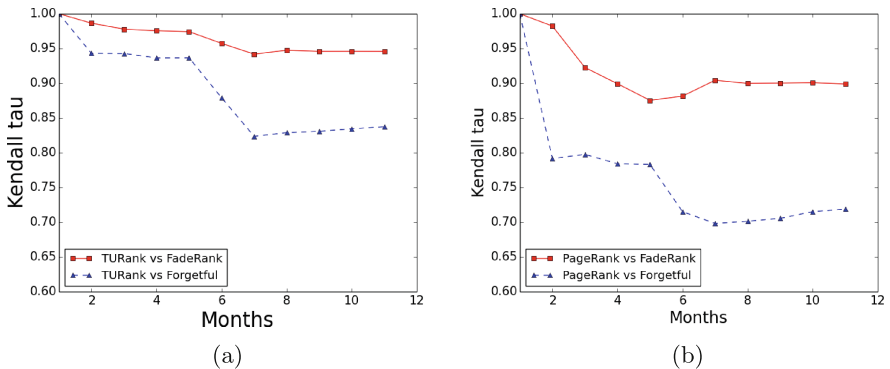 1.00
0.95
0.90
0.85
0.80
0.75
0.70
0.65
0.60
Kendall tau
TURank vs FadeRank
TURank vs Forgetful
2 4 6 8 10 12
Months
(a)
1.00
0.95
0.90
0.85
0.80
0.75
0.70
0.65
0.60
Kendall tau
PageRank vs FadeRank
PageRank vs Forgetful
2 4 6 8 10 12
Months
(b)